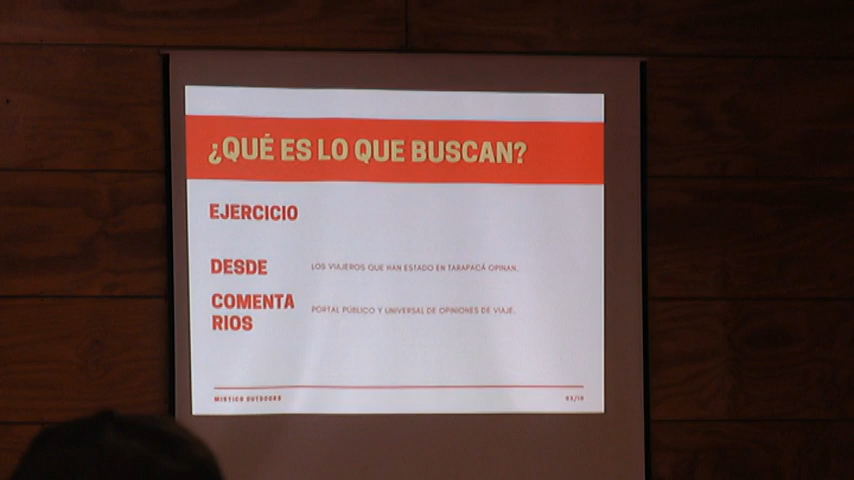 ¿QUÉ ES LO QUE BUSCAN?
EJERCICIO
DESDE
LOS VIAJEROS QUE HAN ESTADO EN TARAPACÁ OPINAN.
COMENTA
RIOS
PORTAL PÚBLICO Y UNIVERSAL DE OPINIONES DE VIAJE.
MISTICO OUTDOORS